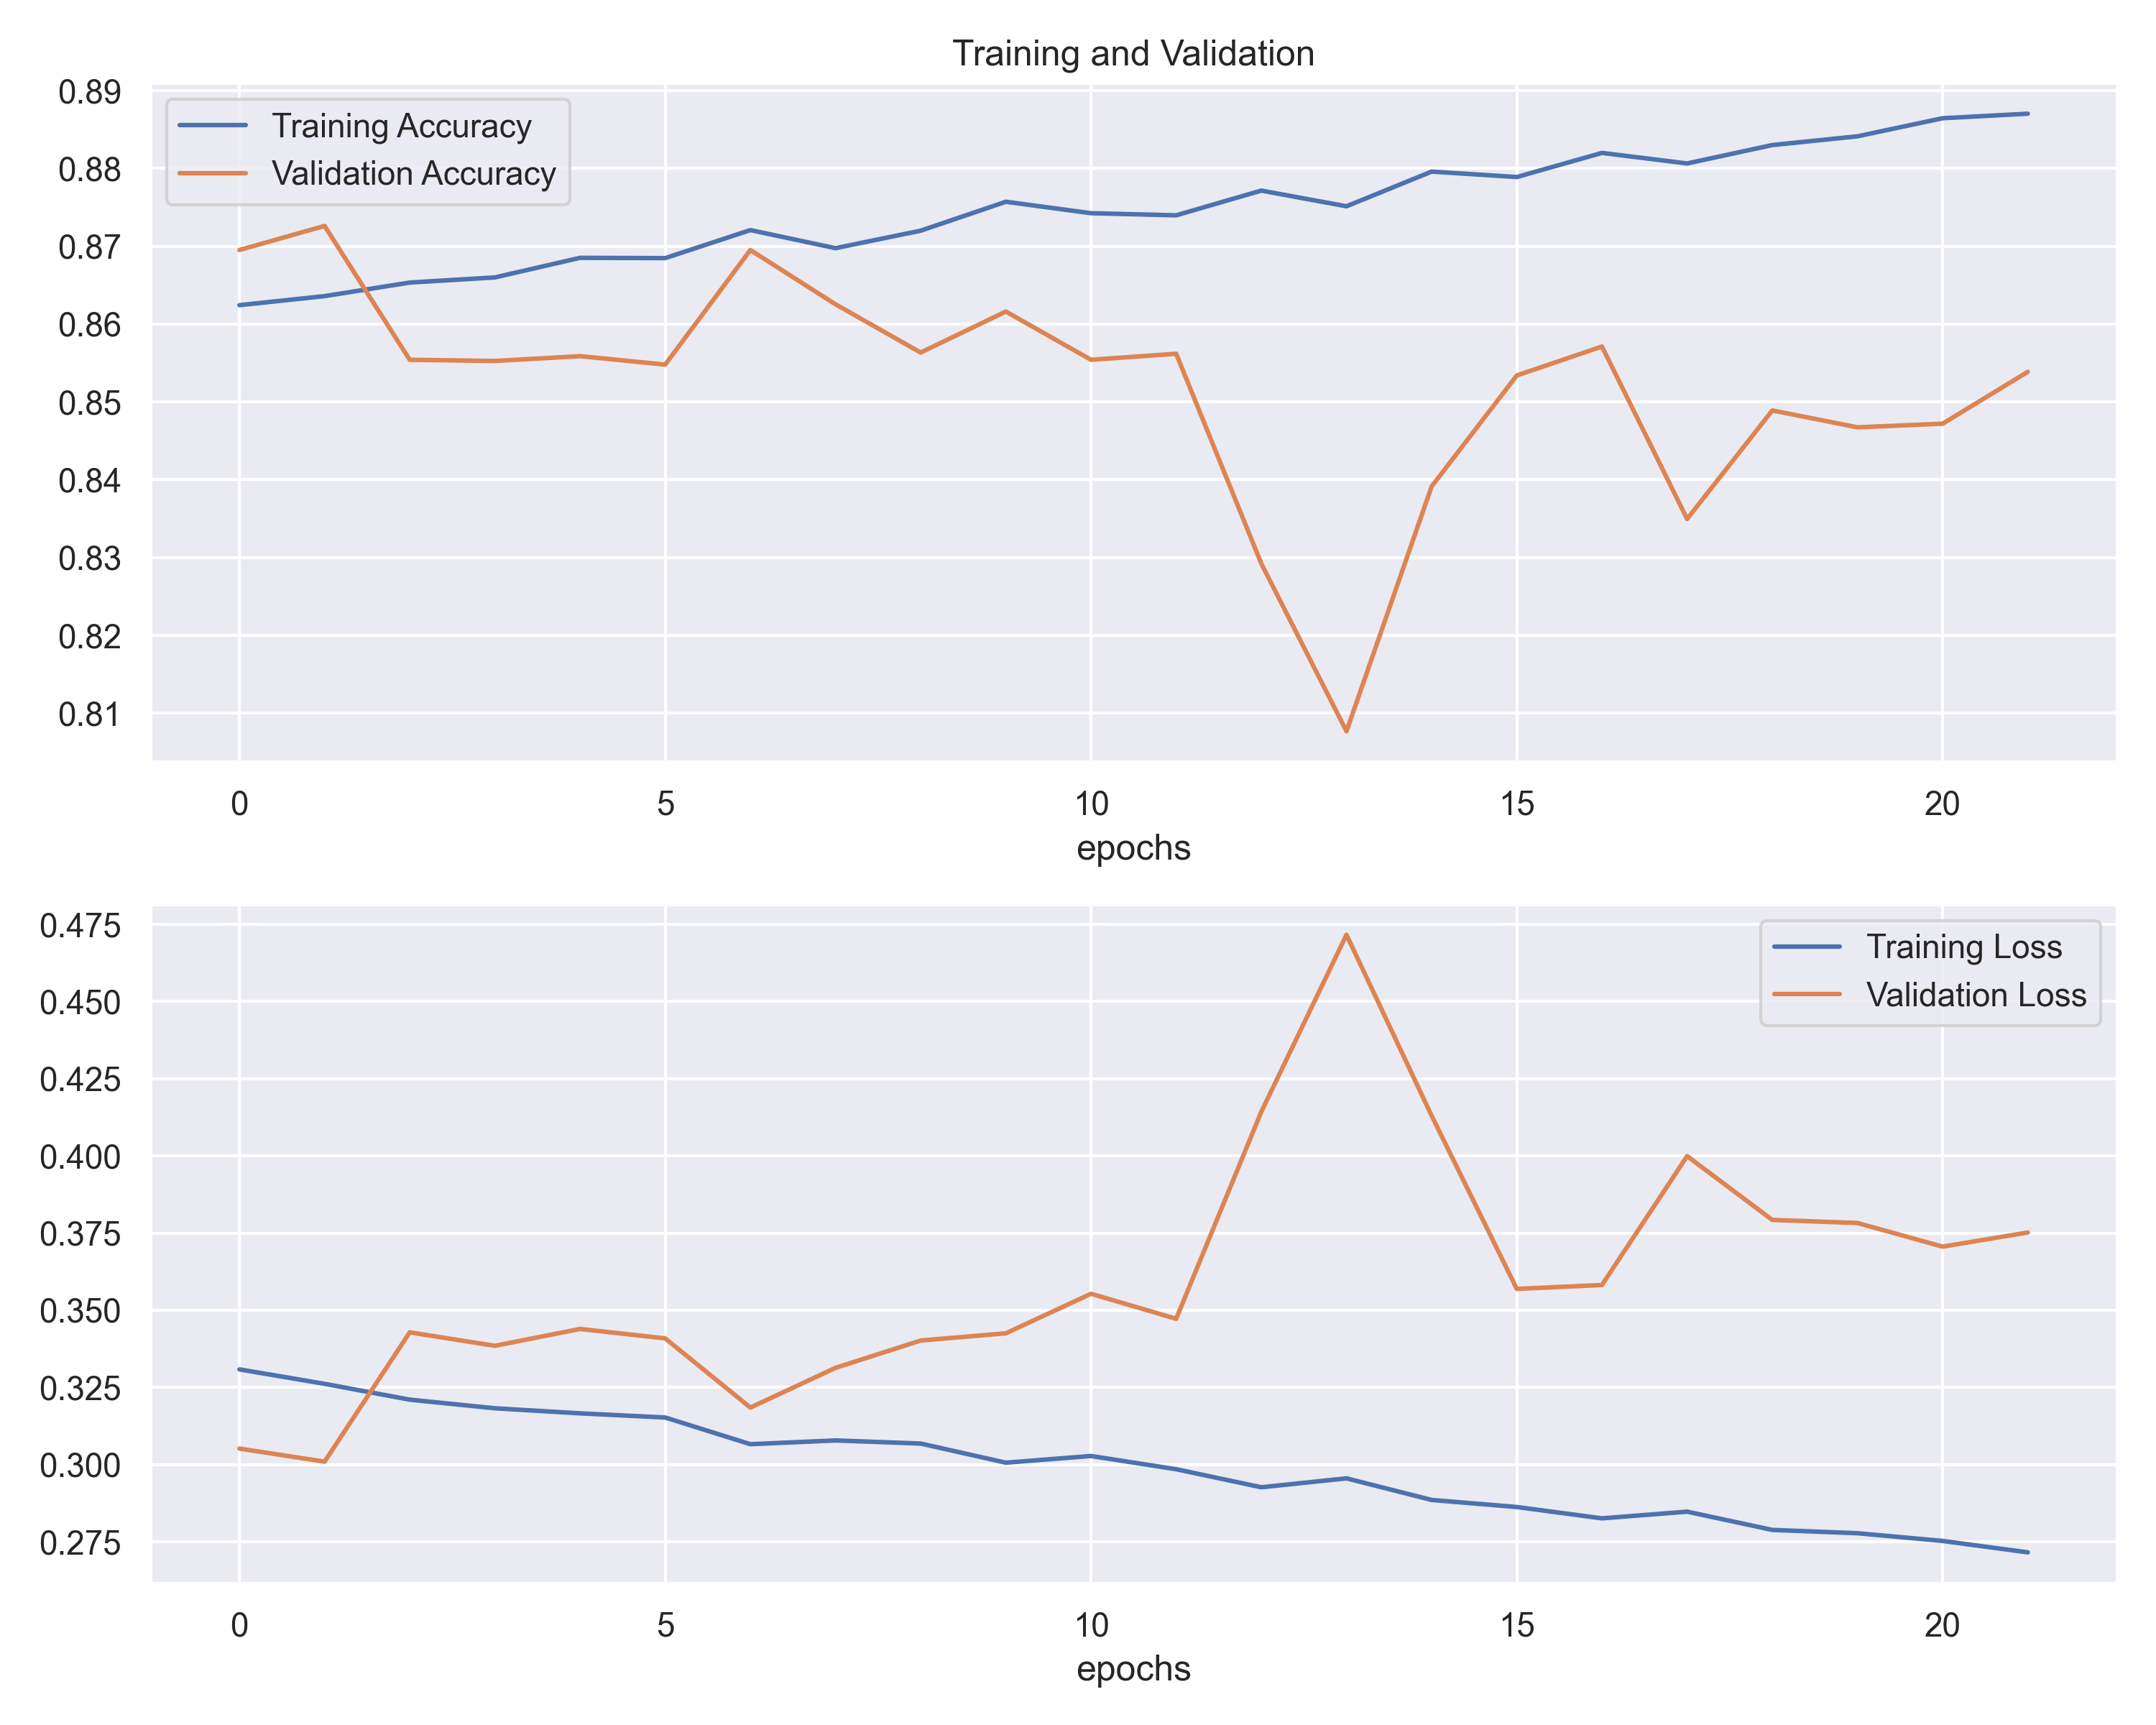 Training and Validation
0.89
0.88
0.87
0.86
0.85
0.84
0.83
0.82
0.81
Training Accuracy
Validation Accuracy
0 5 10 15 20
epochs
0.475
0.450
0.425
0.400
0.375
0.350
0.325
0.300
0.275
Training Loss
Validation Loss
0 5 10 15 20
epochs